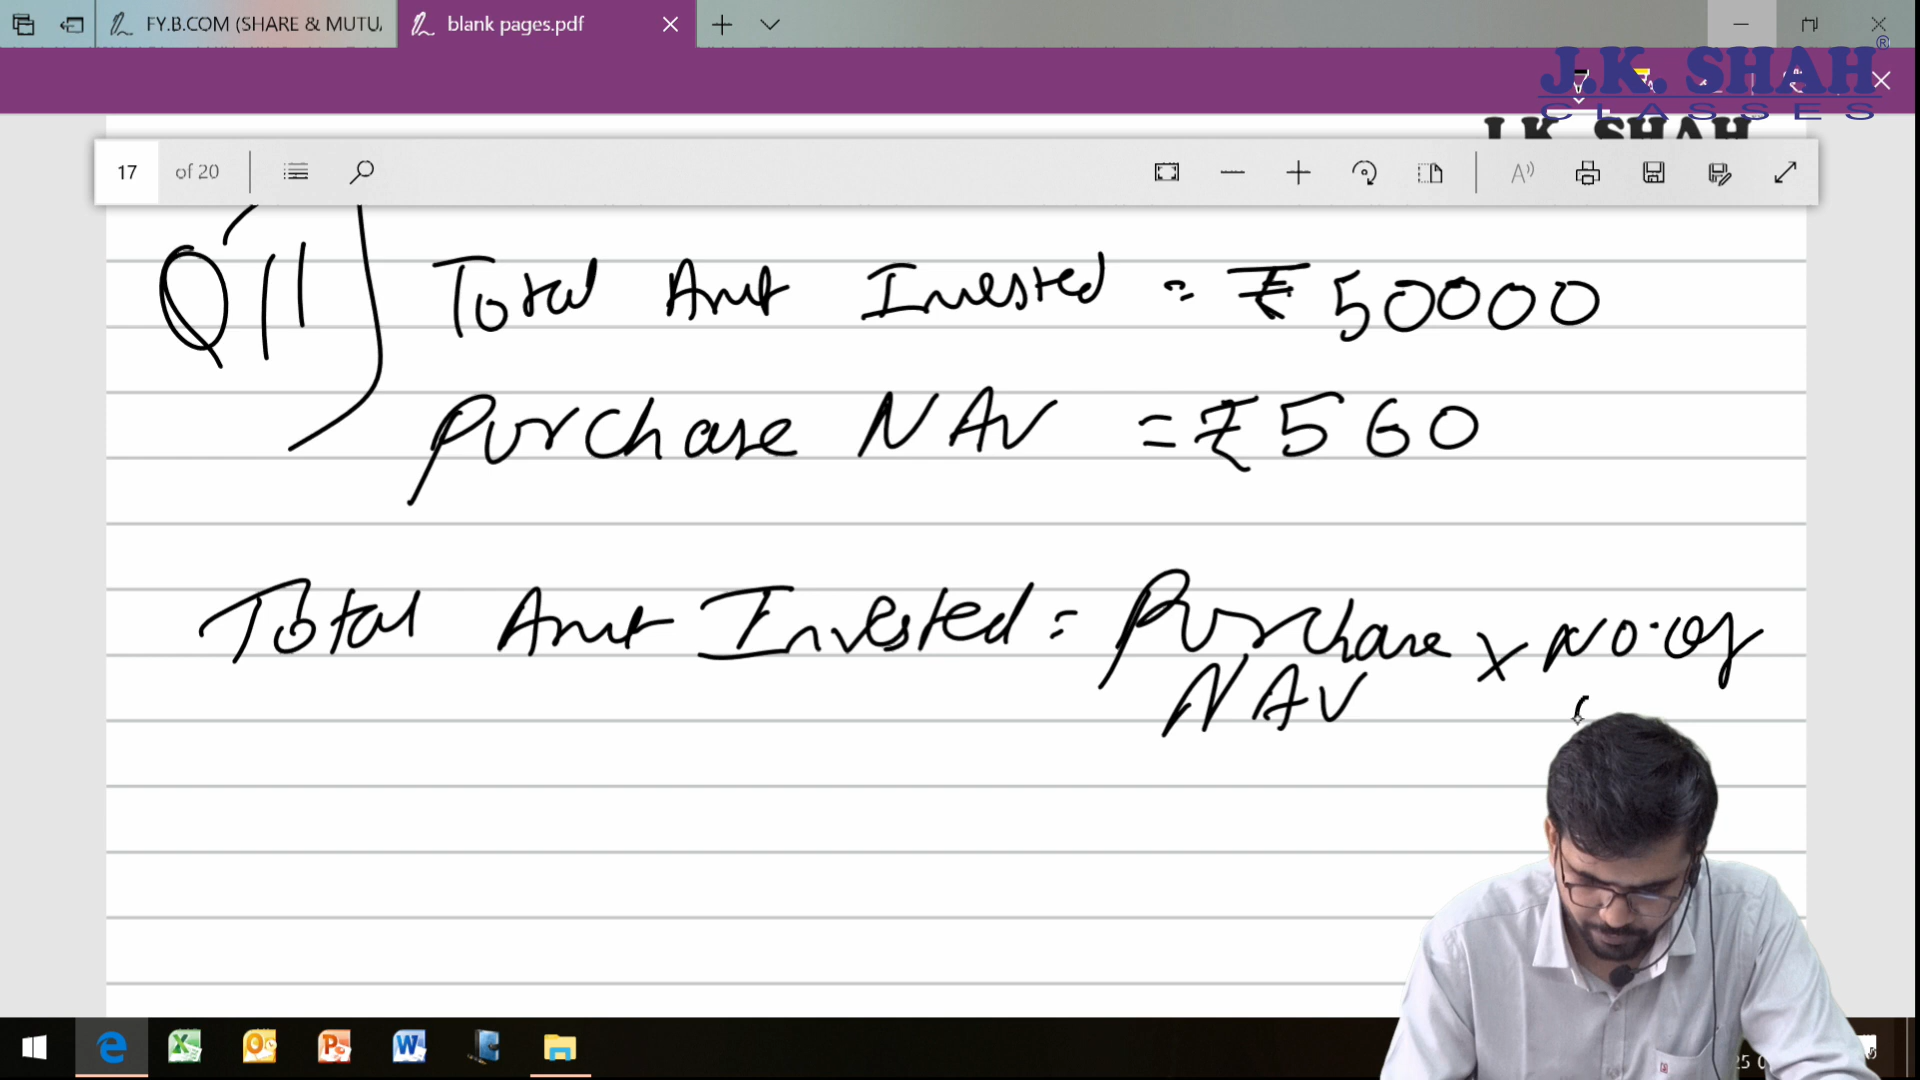 FY.B.COM (SHARE & MUTU
blank pages.pdf
J.K. SHAH®
CLASSES
J.K. SHAH
17 of 20
Q11) Total Amt Invested = ₹ 50000
Purchase NAV = ₹ 560
Total Amt Invested = Purchase x No. of
NAV